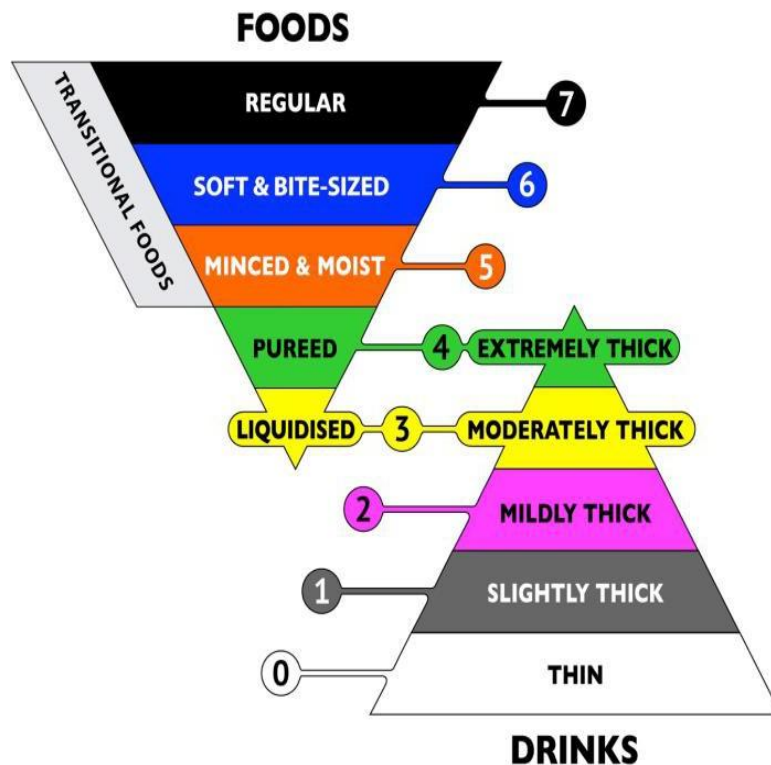 FOODS
TRANSITIONAL FOODS
REGULAR
7
SOFT & BITE-SIZED
6
MINCED & MOIST
5
PUREED
4
EXTREMELY THICK
LIQUIDISED
3
MODERATELY THICK
2
MILDLY THICK
1
SLIGHTLY THICK
0
THIN
DRINKS